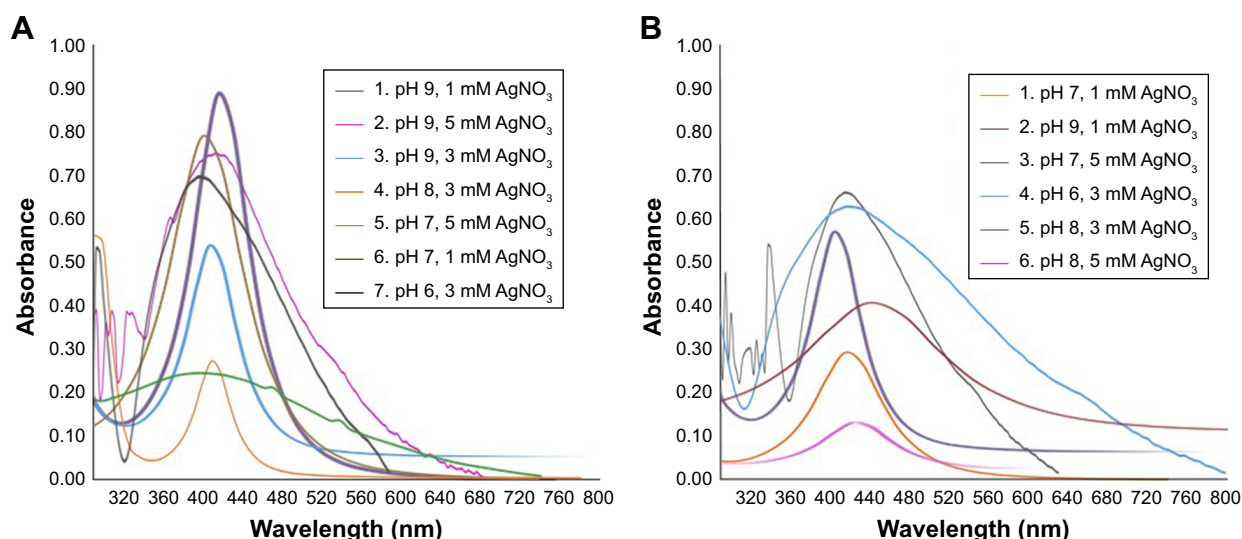 A
1.00
0.90
0.80
0.70
0.60
0.50
0.40
0.30
0.20
0.10
0.00
Absorbance
320 360 400 440 480 520 560 600 640 680 720 760 800
Wavelength (nm)
1. pH 9, 1 mM AgNO₃
2. pH 9, 5 mM AgNO₃
3. pH 9, 3 mM AgNO₃
4. pH 8, 3 mM AgNO₃
5. pH 7, 5 mM AgNO₃
6. pH 7, 1 mM AgNO₃
7. pH 6, 3 mM AgNO₃
B
1.00
0.90
0.80
0.70
0.60
0.50
0.40
0.30
0.20
0.10
0.00
Absorbance
320 360 400 440 480 520 560 600 640 680 720 760 800
Wavelength (nm)
1. pH 7, 1 mM AgNO₃
2. pH 9, 1 mM AgNO₃
3. pH 7, 5 mM AgNO₃
4. pH 6, 3 mM AgNO₃
5. pH 8, 3 mM AgNO₃
6. pH 8, 5 mM AgNO₃